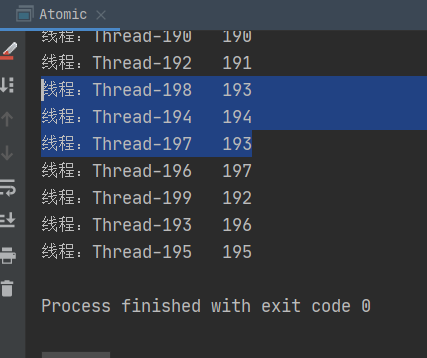 Atomic
线程：Thread-190 190
线程：Thread-192 191
线程：Thread-198 193
线程：Thread-194 194
线程：Thread-197 193
线程：Thread-196 197
线程：Thread-199 192
线程：Thread-193 196
线程：Thread-195 195
Process finished with exit code 0